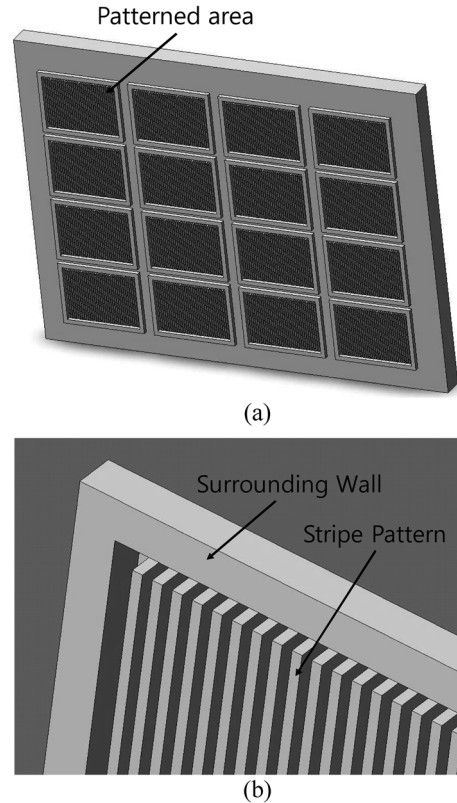 Patterned area
(a)
Surrounding Wall
Stripe Pattern
(b)